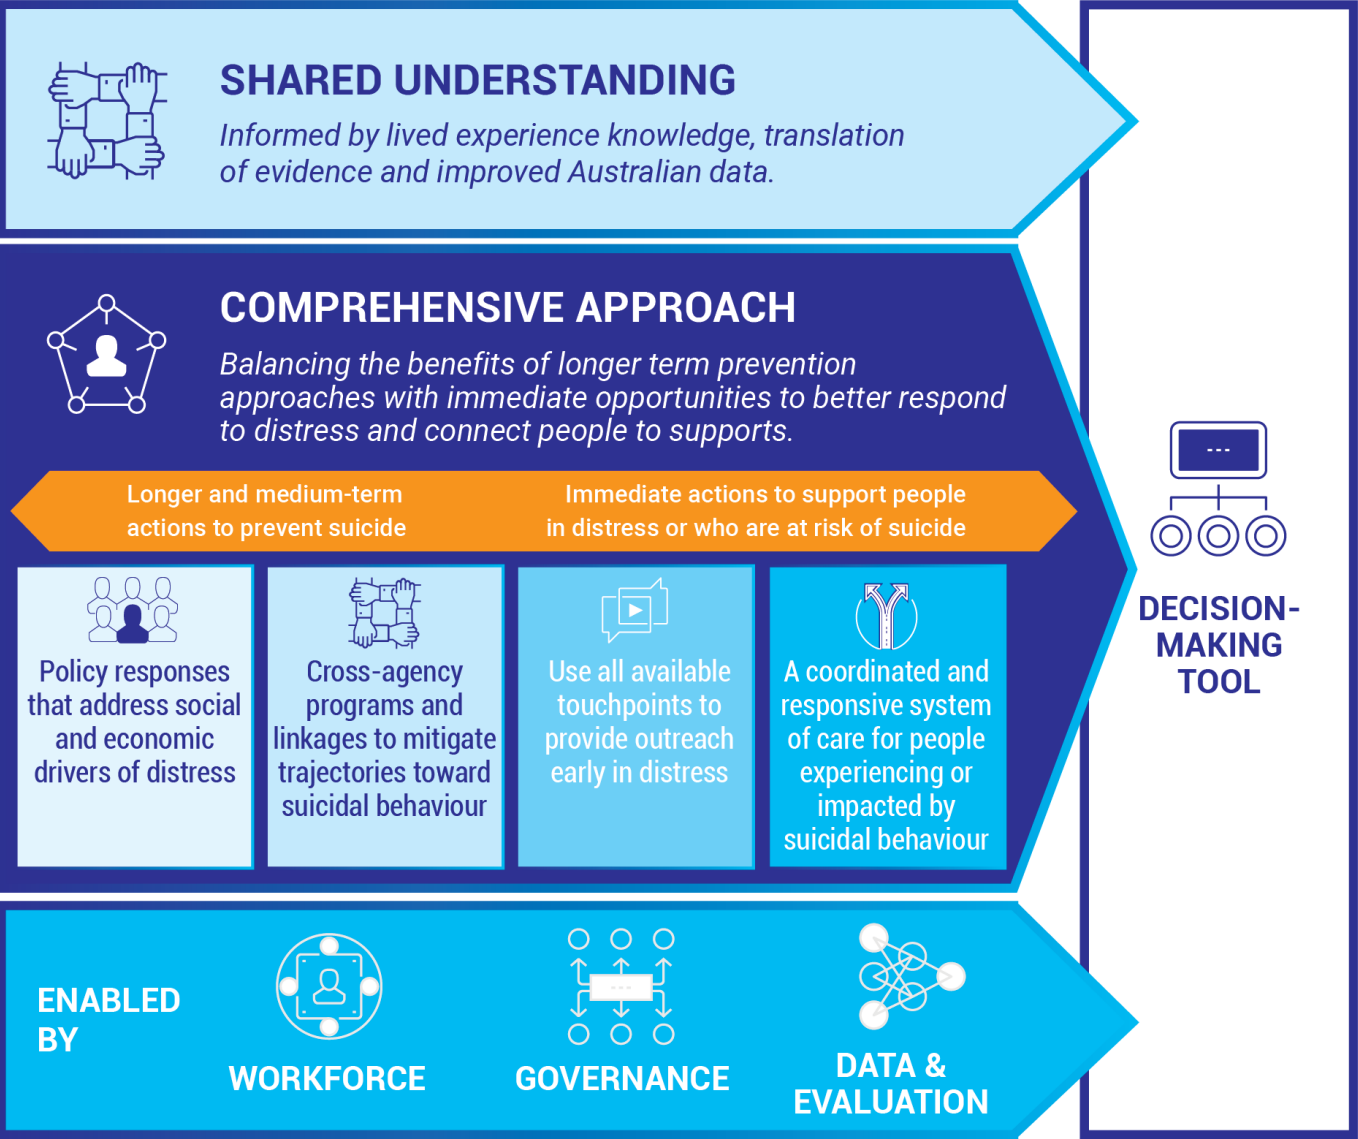 SHARED UNDERSTANDING
Informed by lived experience knowledge, translation
of evidence and improved Australian data.
COMPREHENSIVE APPROACH
Balancing the benefits of longer term prevention
approaches with immediate opportunities to better respond
to distress and connect people to supports.
Longer and medium-term
actions to prevent suicide
Immediate actions to support people
in distress or who are at risk of suicide
Policy responses
that address social
and economic
drivers of distress
Cross-agency
programs and
linkages to mitigate
trajectories toward
suicidal behaviour
Use all available
touchpoints to
provide outreach
early in distress
A coordinated and
responsive system
of care for people
experiencing or
impacted by
suicidal behaviour
ENABLED
BY
WORKFORCE
GOVERNANCE
DATA &
EVALUATION
DECISION-
MAKING
TOOL